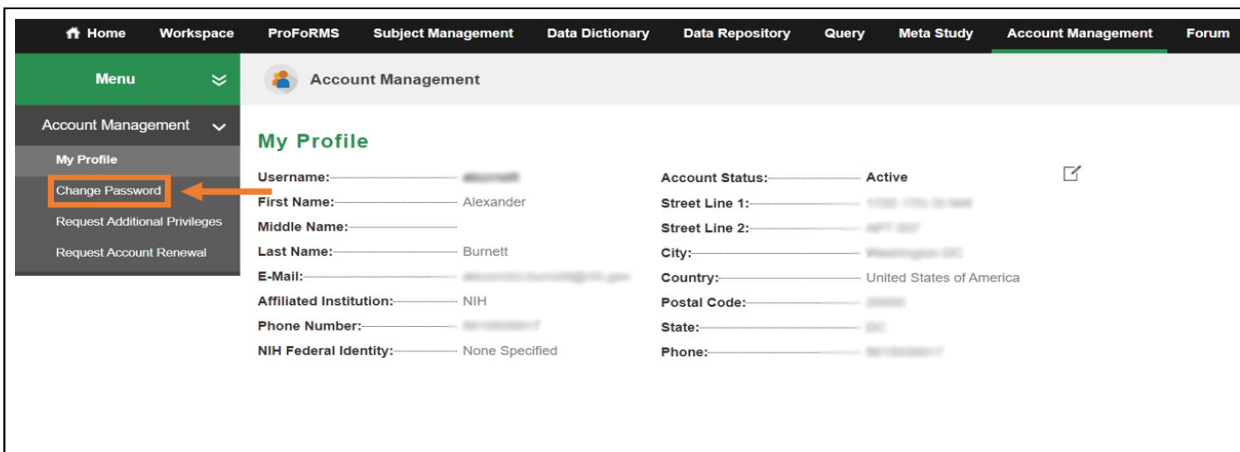 Home Workspace ProFoRMS Subject Management Data Dictionary Data Repository Query Meta Study Account Management Forum
Menu
Account Management
Account Management
My Profile
Change Password
Request Additional Privileges
Request Account Renewal
My Profile
Username:
First Name: Alexander
Middle Name:
Last Name: Burnett
E-Mail:
Affiliated Institution: NIH
Phone Number:
NIH Federal Identity: None Specified
Account Status: Active
Street Line 1:
Street Line 2:
City:
Country: United States of America
Postal Code:
State:
Phone: